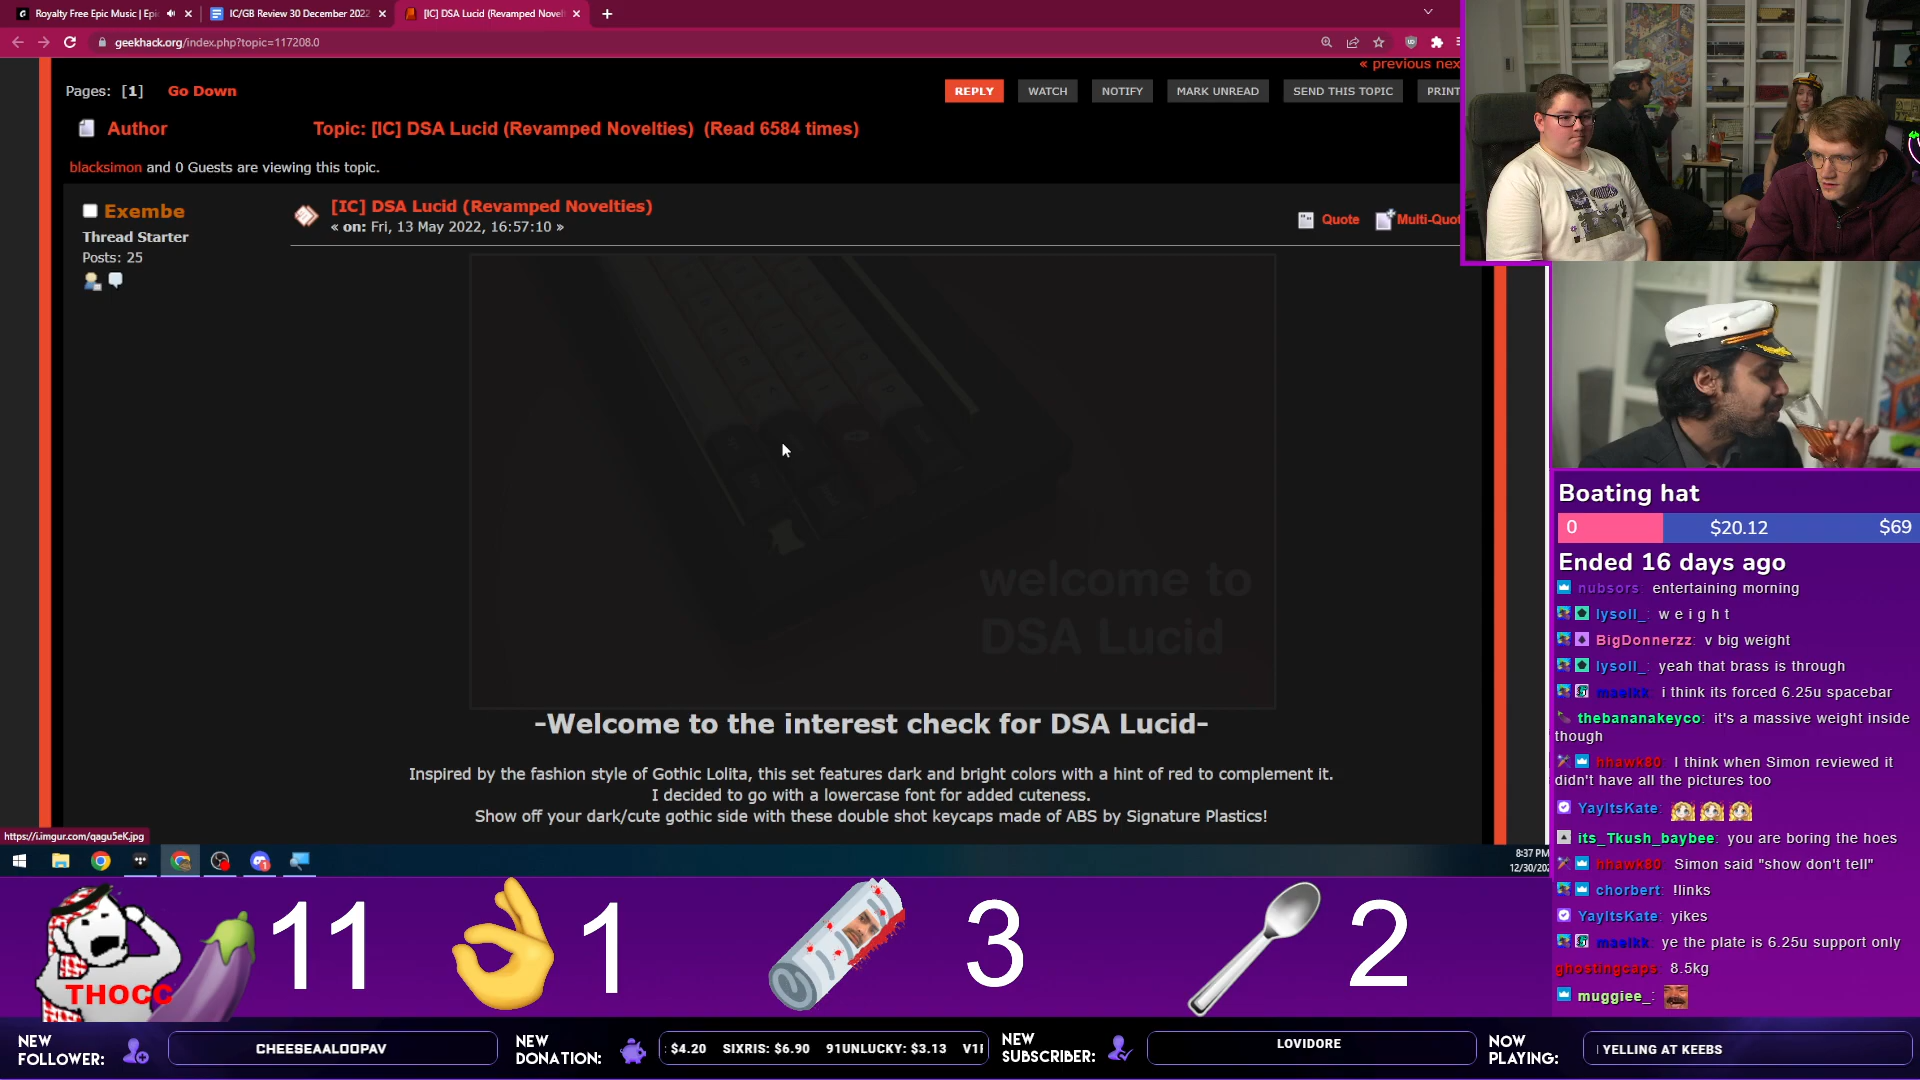 Royalty Free Epic Music | Epi
IC/GB Review 30 December 2022
[IC] DSA Lucid (Revamped Novel
geekhack.org/index.php?topic=117208.0
« previous nex
Pages: [1] Go Down
REPLY WATCH NOTIFY MARK UNREAD SEND THIS TOPIC PRINT
Author Topic: [IC] DSA Lucid (Revamped Novelties) (Read 6584 times)
blacksimon and 0 Guests are viewing this topic.
Exembe
Thread Starter
Posts: 25
[IC] DSA Lucid (Revamped Novelties)
« on: Fri, 13 May 2022, 16:57:10 »
Quote Multi-Quot
welcome to
DSA Lucid
-Welcome to the interest check for DSA Lucid-
Inspired by the fashion style of Gothic Lolita, this set features dark and bright colors with a hint of red to complement it.
I decided to go with a lowercase font for added cuteness.
Show off your dark/cute gothic side with these double shot keycaps made of ABS by Signature Plastics!
https://i.imgur.com/qagu5eK.jpg
8:37 PM
12/30/202
Boating hat
0 $20.12 $69
Ended 16 days ago
nubsors: entertaining morning
lysoll_: w e i g h t
BigDonnerzz: v big weight
lysoll_: yeah that brass is through
maelkk: i think its forced 6.25u spacebar
thebananakeyco: it's a massive weight inside
though
hhawk80: I think when Simon reviewed it
didn't have all the pictures too
YayItsKate:
its_Tkush_baybee: you are boring the hoes
hhawk80: Simon said "show don't tell"
chorbert: !links
YayItsKate: yikes
maelkk: ye the plate is 6.25u support only
ghostingcaps: 8.5kg
muggiee_:
THOCC
11 1 3 2
NEW
FOLLOWER:
CHEESEAALOOPAV
NEW
DONATION:
: $4.20 SIXRIS: $6.90 91UNLUCKY: $3.13 V1
NEW
SUBSCRIBER:
LOVIDORE
NOW
PLAYING:
YELLING AT KEEBS